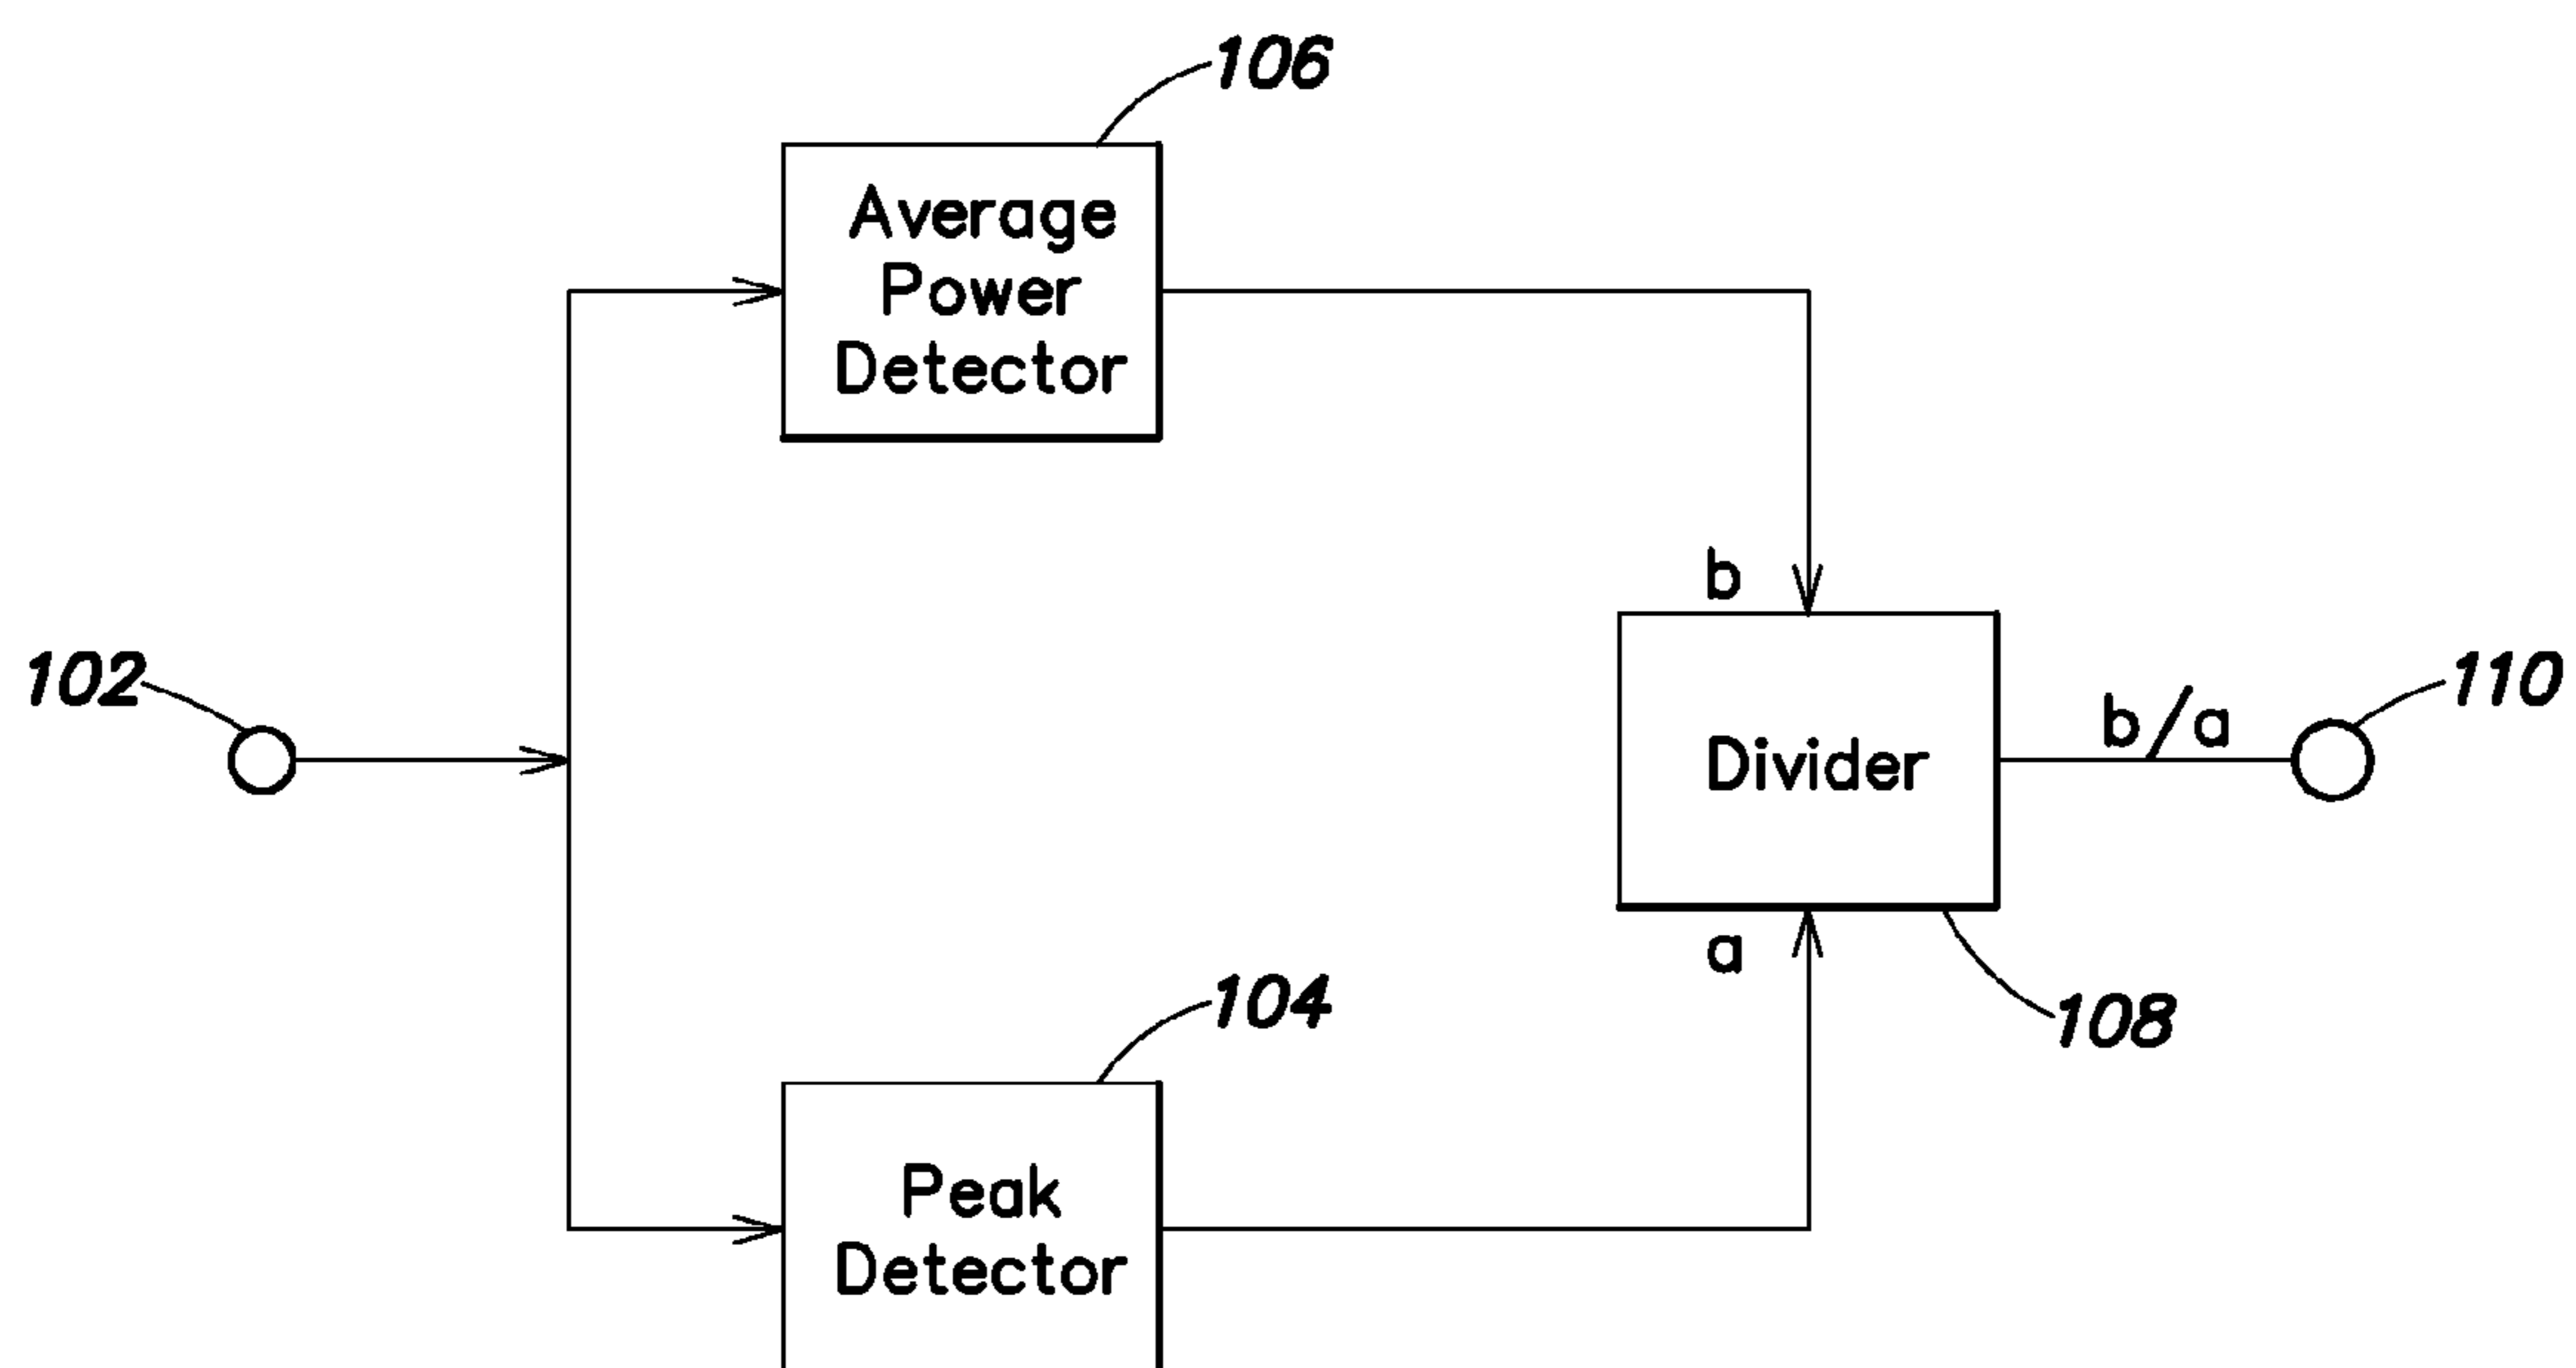 106
Average
Power
Detector
b
102
110
b/a
Divider
a
104
108
Peak
Detector